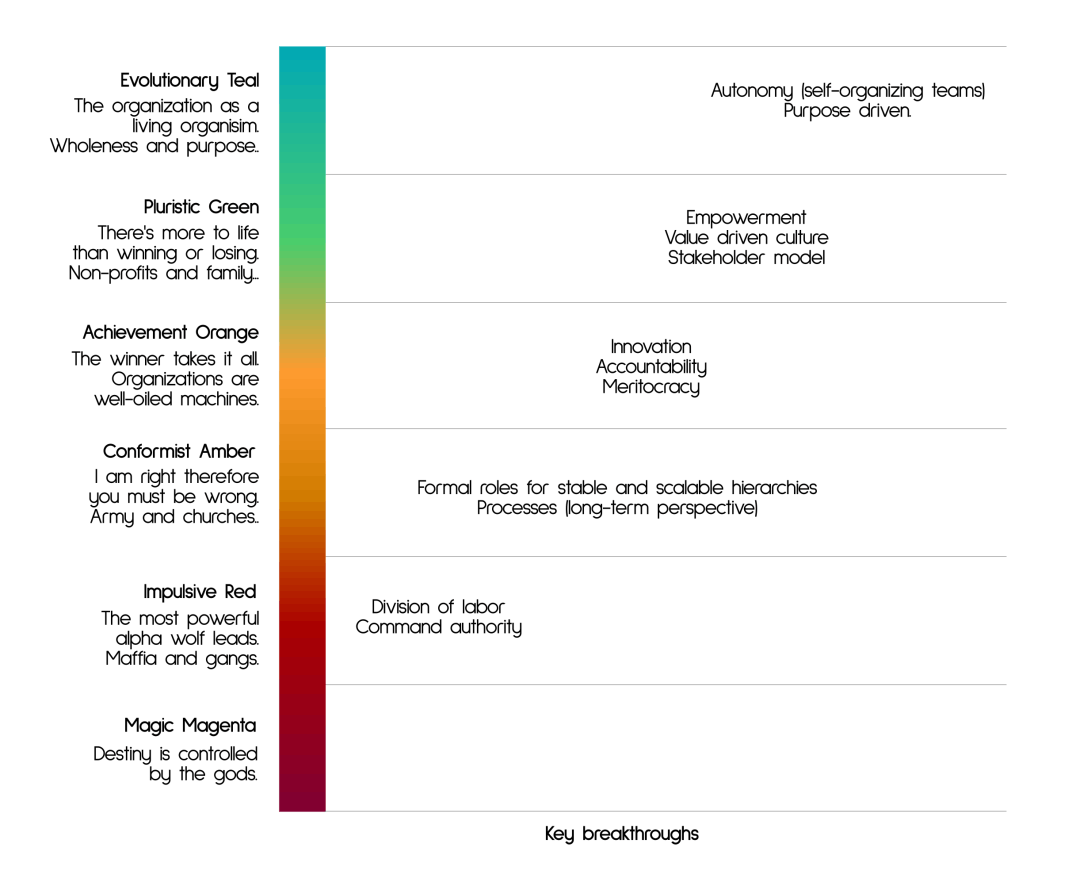 Evolutionary Teal
The organization as a
living organisim.
Wholeness and purpose..
Autonomy (self-organizing teams)
Purpose driven.
Pluristic Green
There's more to life
than winning or losing.
Non-profits and family...
Empowerment
Value driven culture
Stakeholder model
Achievement Orange
The winner takes it all.
Organizations are
well-oiled machines.
Innovation
Accountability
Meritocracy
Conformist Amber
I am right therefore
you must be wrong.
Army and churches..
Formal roles for stable and scalable hierarchies
Processes (long-term perspective)
Impulsive Red
The most powerful
alpha wolf leads.
Maffia and gangs.
Division of labor
Command authority
Magic Magenta
Destiny is controlled
by the gods.
Key breakthroughs